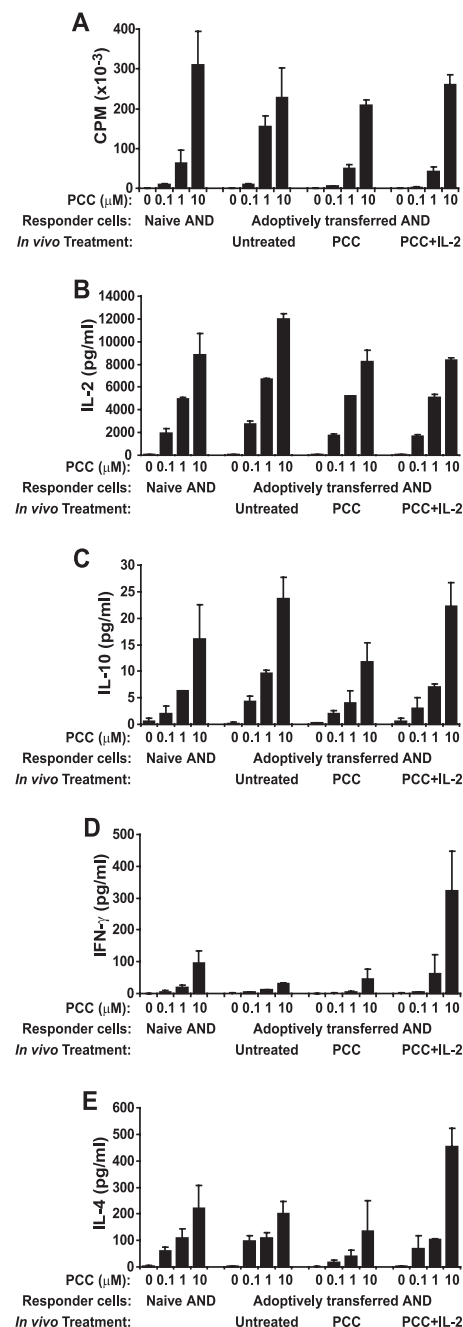 A
CPM (x10-3)
400
300
200
100
0
PCC (μM): 0 0.1 1 10 0 0.1 1 10 0 0.1 1 10 0 0.1 1 10
Responder cells: Naive AND Adoptively transferred AND
In vivo Treatment: Untreated PCC PCC+IL-2
B
IL-2 (pg/ml)
14000
12000
10000
8000
6000
4000
2000
0
PCC (μM): 0 0.1 1 10 0 0.1 1 10 0 0.1 1 10 0 0.1 1 10
Responder cells: Naive AND Adoptively transferred AND
In vivo Treatment: Untreated PCC PCC+IL-2
C
IL-10 (pg/ml)
30
25
20
15
10
5
0
PCC (μM): 0 0.1 1 10 0 0.1 1 10 0 0.1 1 10 0 0.1 1 10
Responder cells: Naive AND Adoptively transferred AND
In vivo Treatment: Untreated PCC PCC+IL-2
D
IFN-γ (pg/ml)
500
400
300
200
100
0
PCC (μM): 0 0.1 1 10 0 0.1 1 10 0 0.1 1 10 0 0.1 1 10
Responder cells: Naive AND Adoptively transferred AND
In vivo Treatment: Untreated PCC PCC+IL-2
E
IL-4 (pg/ml)
600
500
400
300
200
100
0
PCC (μM): 0 0.1 1 10 0 0.1 1 10 0 0.1 1 10 0 0.1 1 10
Responder cells: Naive AND Adoptively transferred AND
In vivo Treatment: Untreated PCC PCC+IL-2